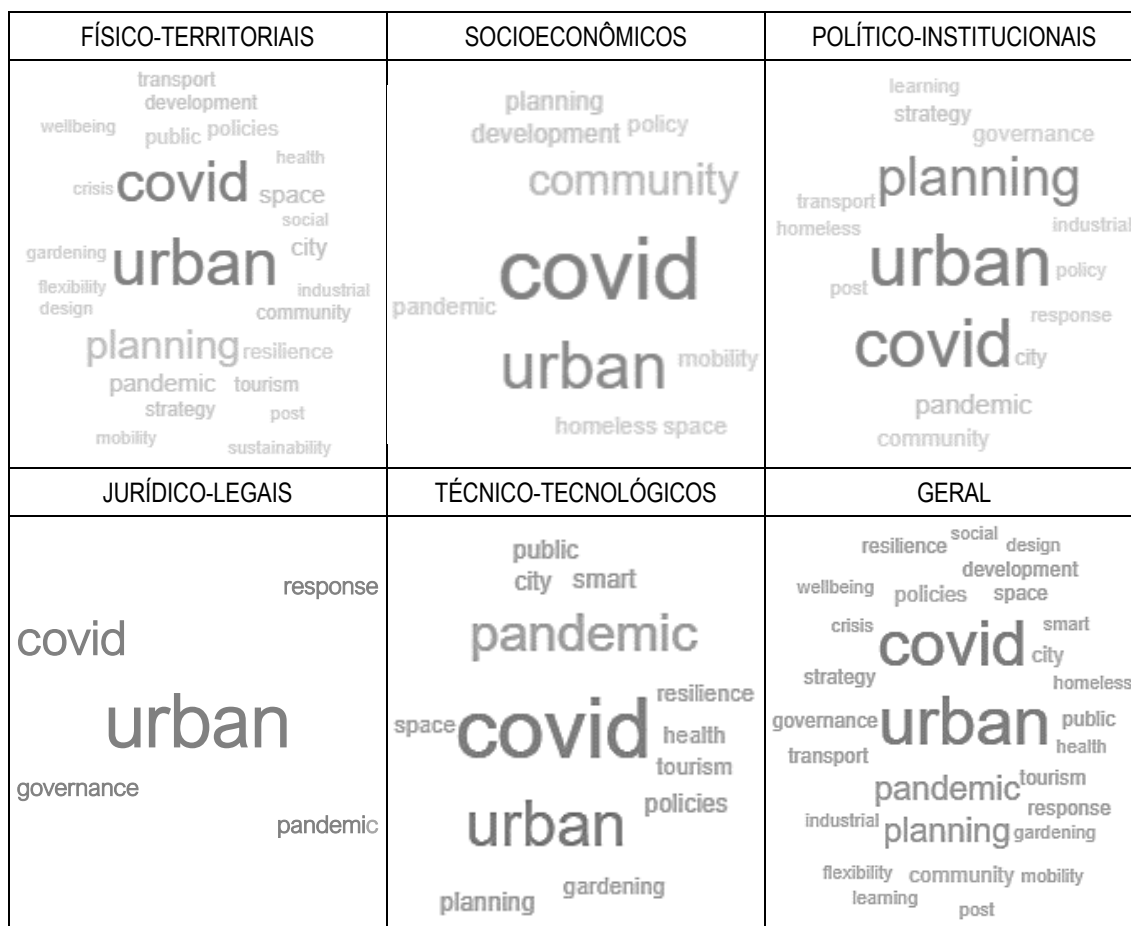 FÍSICO-TERRITORIAIS
transport
development
wellbeing public policies
health
crisis covid space
social
gardening urban city
flexibility industrial
design community
planning resilience
pandemic tourism
strategy post
mobility sustainability
SOCIOECONÔMICOS
planning
development policy
community
covid
pandemic
urban mobility
homeless space
POLÍTICO-INSTITUCIONAIS
learning
strategy
governance
planning
transport
homeless industrial
urban policy
post
response
covid city
pandemic
community
JURÍDICO-LEGAIS
response
covid
urban
governance
pandemic
TÉCNICO-TECNOLÓGICOS
public
city smart
pandemic
resilience
space covid health
tourism
urban policies
gardening
planning
GERAL
resilience social design
development
wellbeing policies space
crisis covid smart
city
strategy homeless
governance urban public
health
transport
pandemic tourism
response
industrial planning gardening
flexibility community mobility
learning
post